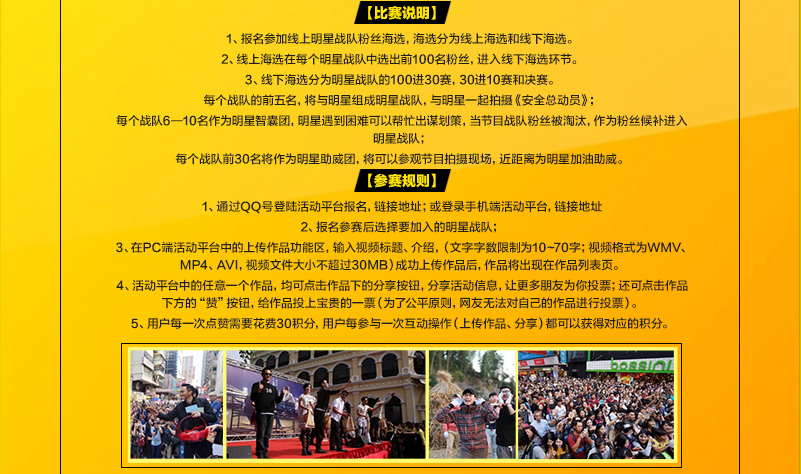 【比赛说明】
1、报名参加线上明星战队粉丝海选，海选分为线上海选和线下海选。
2、线上海选在每个明星战队中选出前100名粉丝，进入线下海选环节。
3、线下海选分为明星战队的100进30赛，30进10赛和决赛。
每个战队的前五名，将与明星组成明星战队，与明星一起拍摄《安全总动员》；
每个战队6—10名作为明星智囊团，明星遇到困难可以帮忙出谋划策，当节目战队粉丝被淘汰，作为粉丝候补进入
明星战队；
每个战队前30名将作为明星助威团，将可以参观节目拍摄现场，近距离为明星加油助威。
【参赛规则】
1、通过QQ号登陆活动平台报名，链接地址；或登录手机端活动平台，链接地址
2、报名参赛后选择要加入的明星战队；
3、在PC端活动平台中的上传作品功能区，输入视频标题、介绍，（文字字数限制为10~70字；视频格式为WMV、
MP4、AVI，视频文件大小不超过30MB）成功上传作品后，作品将出现在作品列表页。
4、活动平台中的任意一个作品，均可点击作品下的分享按钮，分享活动信息，让更多朋友为你投票；还可点击作品
下方的“赞”按钮，给作品投上宝贵的一票（为了公平原则，网友无法对自己的作品进行投票）。
5、用户每一次点赞需要花费30积分，用户每参与一次互动操作（上传作品、分享）都可以获得对应的积分。
bossini